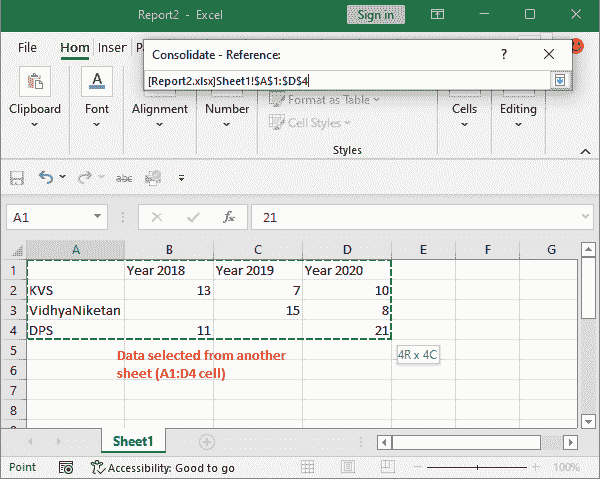 Report2 - Excel
Sign in
File Hom Inser P
Consolidate - Reference:
?
[Report2.xlsx]Sheet1!$A$1:$D$4
Clipboard
Font
Alignment
Number
Format as Table
Cell Styles
Styles
Cells
Editing
abc
A1
fx
21
A B C D E F G
1 Year 2018 Year 2019 Year 2020
2 KVS 13 7 10
3 VidhyaNiketan 15 8
4 DPS 11 21
5
4R x 4C
Data selected from another
6
sheet (A1:D4 cell)
7
8
Sheet1
Point
Accessibility: Good to go
100%